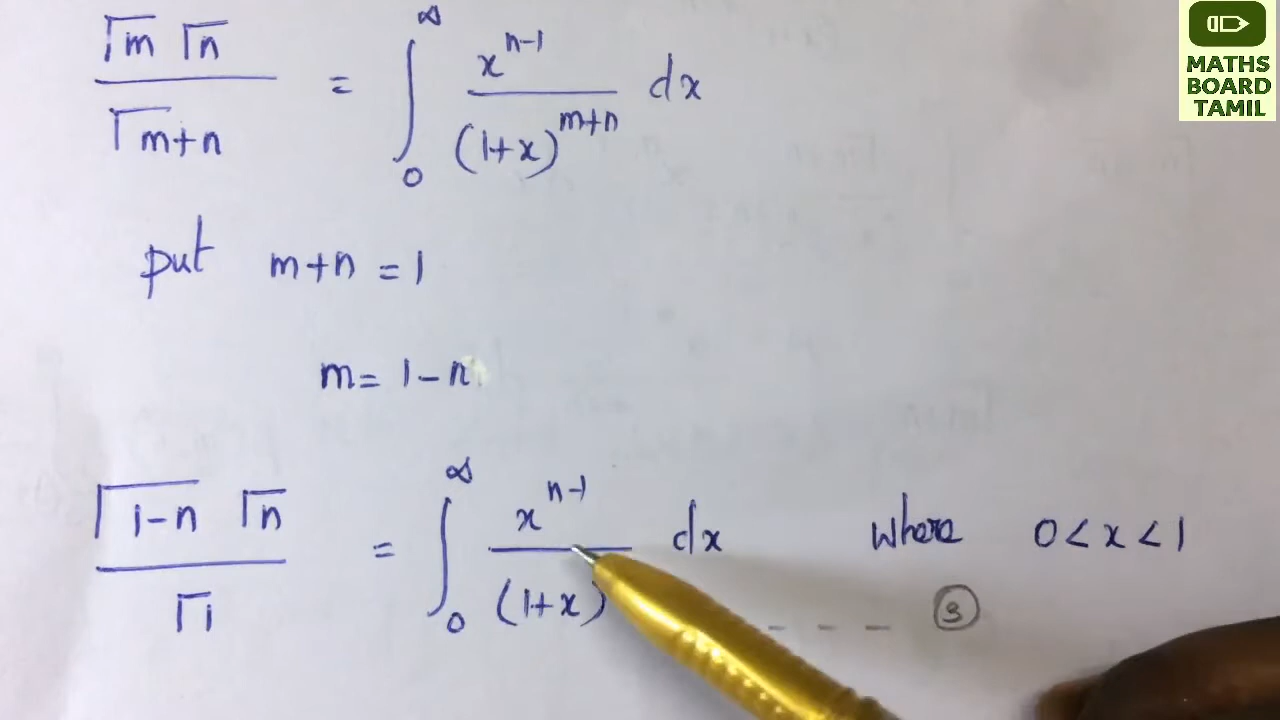 MATHS
BOARD
TAMIL
Γm Γn / Γm+n = ∫₀^∞ x^(n-1) / (1+x)^(m+n) dx
put m+n = 1
m = 1-n
Γ1-n Γn / Γ1 = ∫₀^∞ x^(n-1) / (1+x) dx where 0 < x < 1
- - - ③